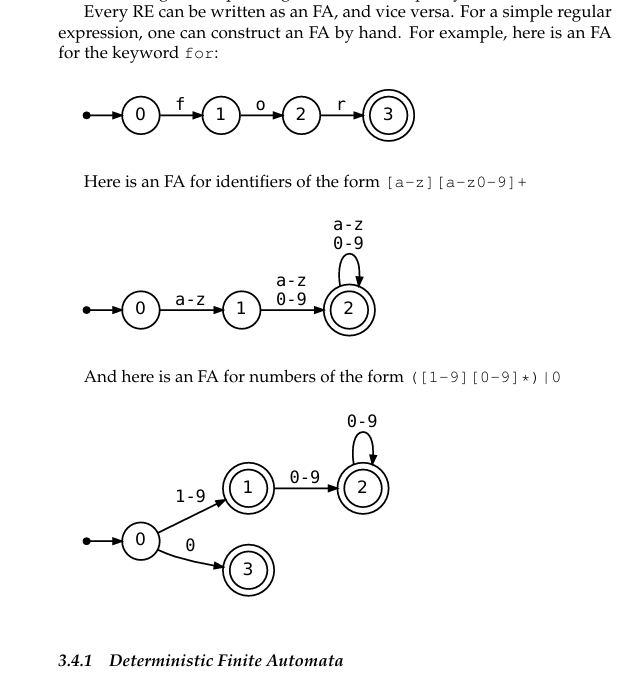 Every RE can be written as an FA, and vice versa. For a simple regular
expression, one can construct an FA by hand. For example, here is an FA
for the keyword for:
f o r
0 1 2 3
Here is an FA for identifiers of the form [a-z][a-z0-9]+
a-z
0-9
a-z
a-z 0-9
0 1 2
And here is an FA for numbers of the form ([1-9][0-9]*)|0
0-9
1-9 1 0-9 2
0 0
3
3.4.1 Deterministic Finite Automata